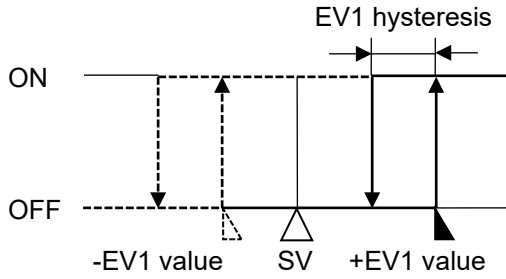 EV1 hysteresis
ON
OFF
-EV1 value SV +EV1 value